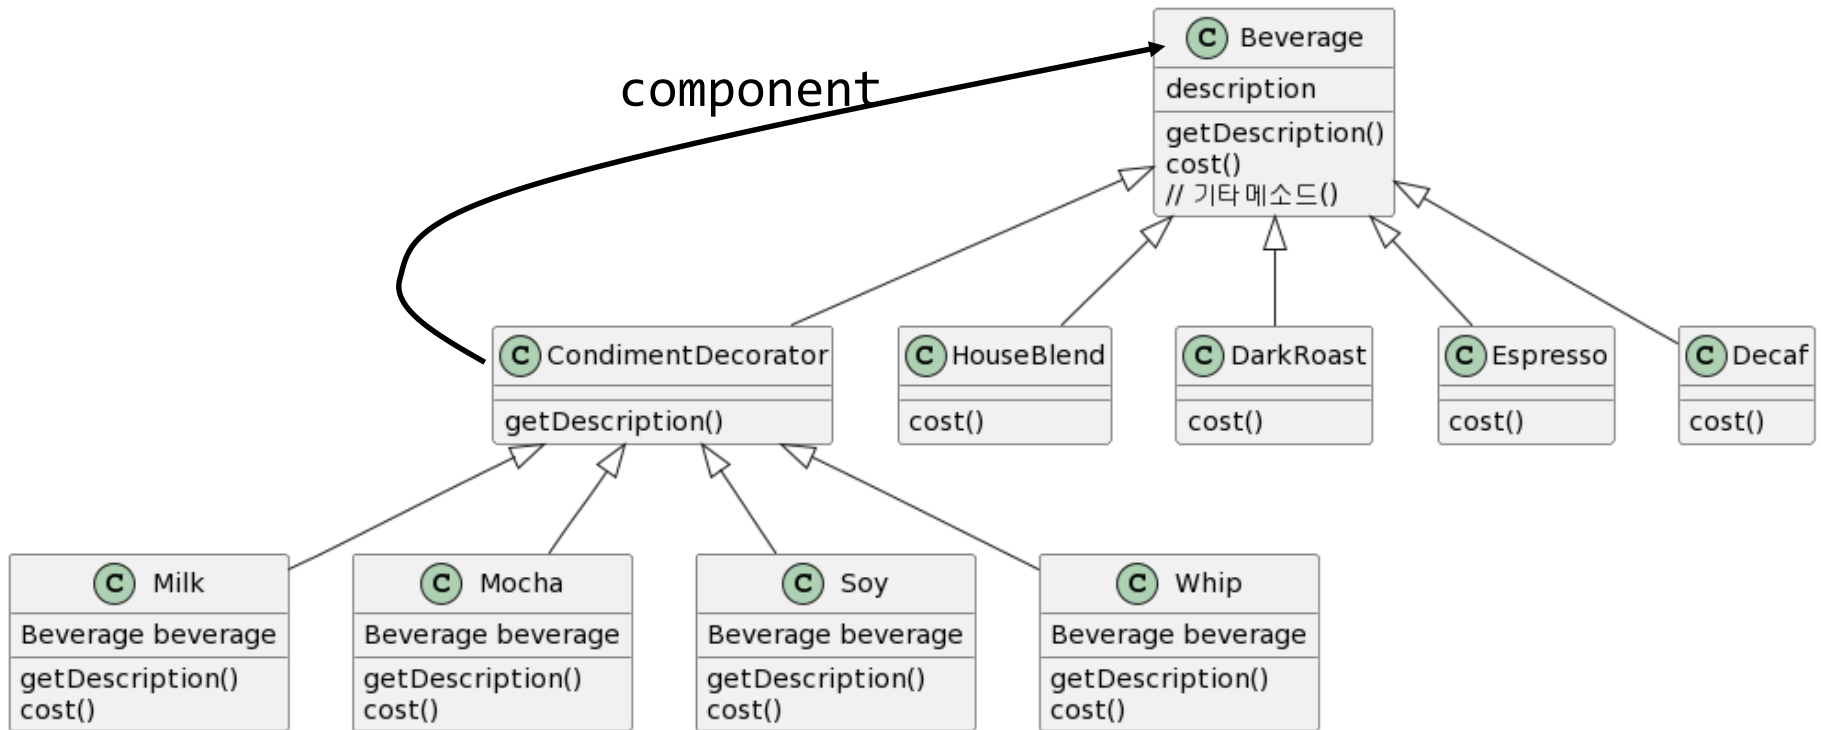 C Beverage
component
description
getDescription()
cost()
// 기타 메소드()
C CondimentDecorator
getDescription()
C HouseBlend
cost()
C DarkRoast
cost()
C Espresso
cost()
C Decaf
cost()
C Milk
Beverage beverage
getDescription()
cost()
C Mocha
Beverage beverage
getDescription()
cost()
C Soy
Beverage beverage
getDescription()
cost()
C Whip
Beverage beverage
getDescription()
cost()